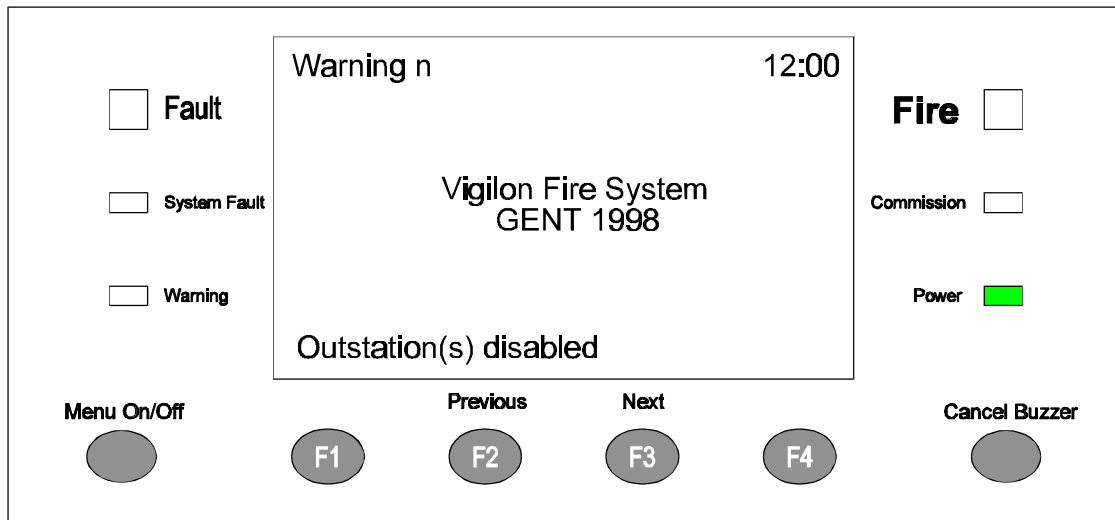 Warning n 12:00
Fault
Fire
System Fault
Vigilon Fire System
GENT 1998
Commission
Warning
Power
Outstation(s) disabled
Menu On/Off
Previous
Next
Cancel Buzzer
F1
F2
F3
F4